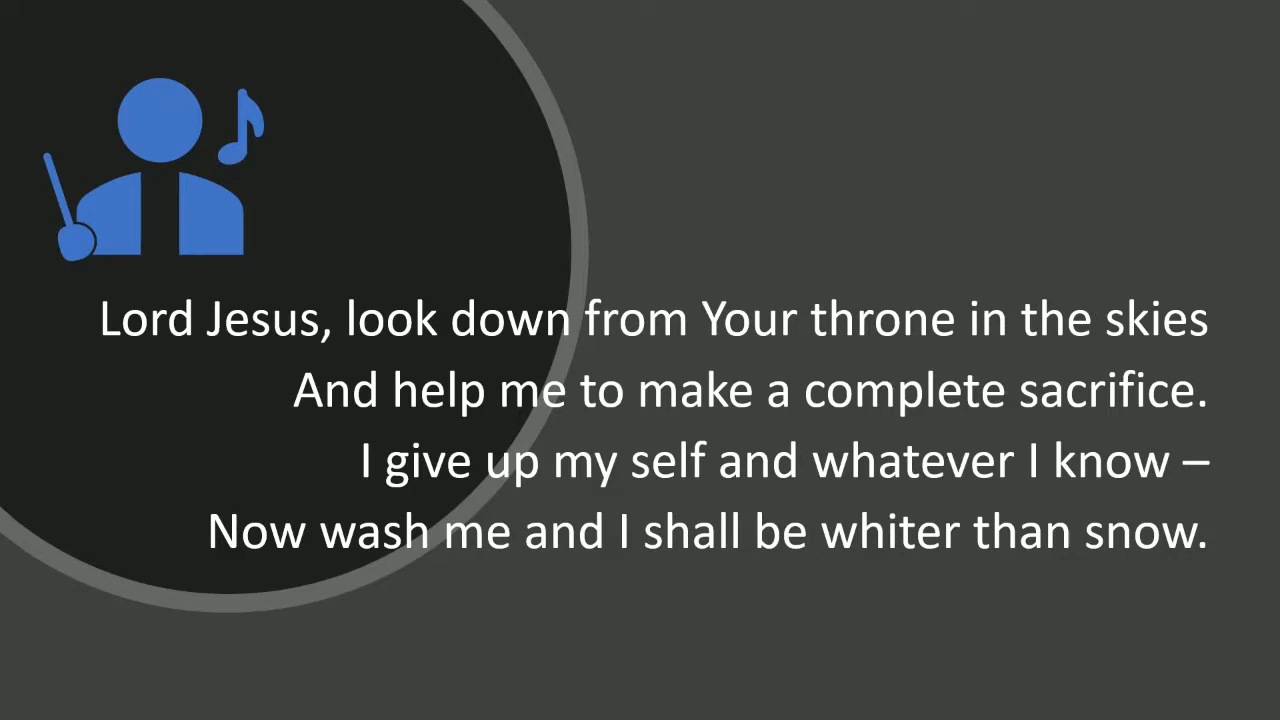 Lord Jesus, look down from Your throne in the skies
And help me to make a complete sacrifice.
I give up my self and whatever I know –
Now wash me and I shall be whiter than snow.